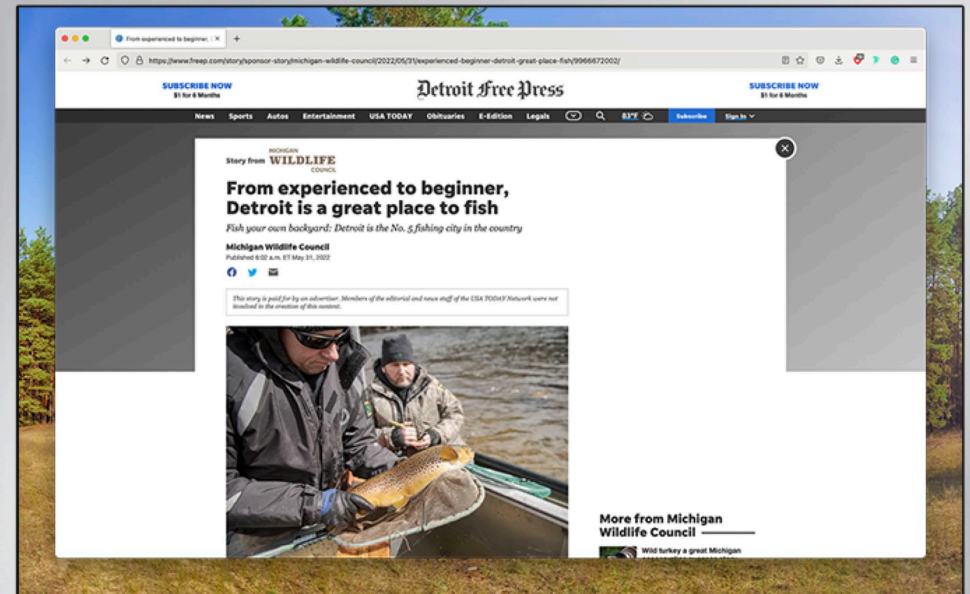 From experienced to beginner, | X
https://www.freep.com/story/sponsor-story/michigan-wildlife-council/2022/05/31/experienced-beginner-detroit-great-place-fish/9966672002/
SUBSCRIBE NOW
$1 for 6 Months
Detroit Free Press
SUBSCRIBE NOW
$1 for 6 Months
News Sports Autos Entertainment USA TODAY Obituaries E-Edition Legals 83°F Subscribe Sign In
Story from MICHIGAN WILDLIFE COUNCIL
From experienced to beginner,
Detroit is a great place to fish
Fish your own backyard: Detroit is the No. 5 fishing city in the country
Michigan Wildlife Council
Published 6:02 a.m. ET May 31, 2022
This story is paid for by an advertiser. Members of the editorial and news staff of the USA TODAY Network were not
involved in the creation of this content.
More from Michigan
Wildlife Council
Wild turkey a great Michigan